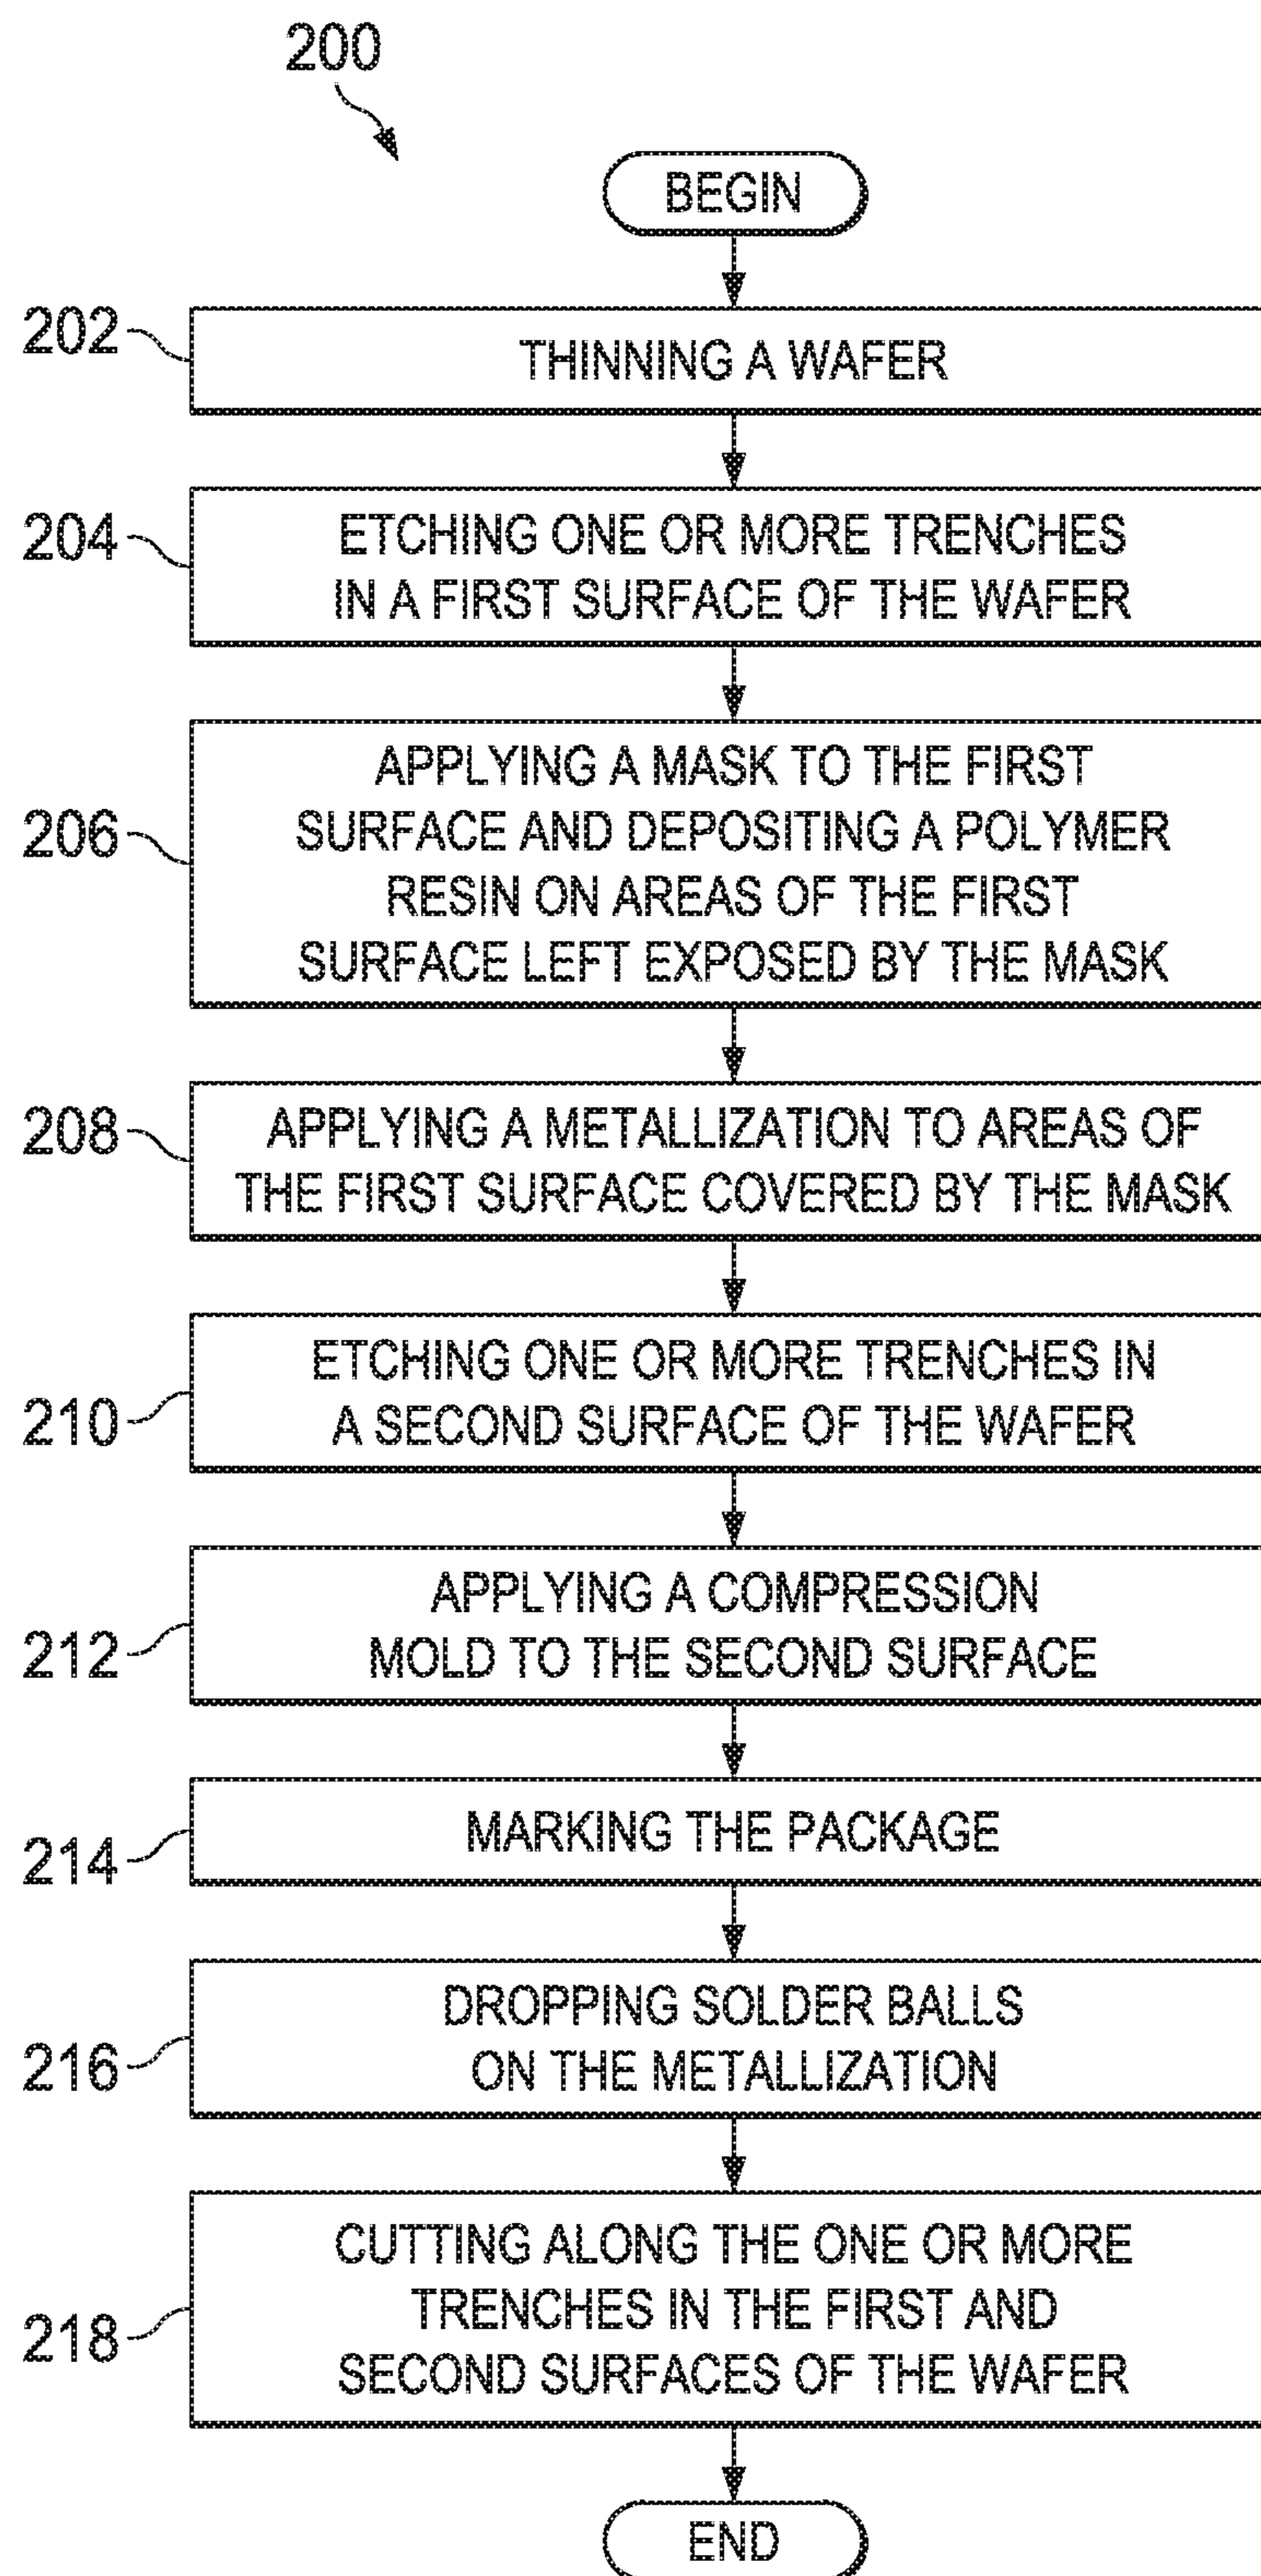 200
BEGIN
202
THINNING A WAFER
204
ETCHING ONE OR MORE TRENCHES
IN A FIRST SURFACE OF THE WAFER
206
APPLYING A MASK TO THE FIRST
SURFACE AND DEPOSITING A POLYMER
RESIN ON AREAS OF THE FIRST
SURFACE LEFT EXPOSED BY THE MASK
208
APPLYING A METALLIZATION TO AREAS OF
THE FIRST SURFACE COVERED BY THE MASK
210
ETCHING ONE OR MORE TRENCHES IN
A SECOND SURFACE OF THE WAFER
212
APPLYING A COMPRESSION
MOLD TO THE SECOND SURFACE
214
MARKING THE PACKAGE
216
DROPPING SOLDER BALLS
ON THE METALLIZATION
218
CUTTING ALONG THE ONE OR MORE
TRENCHES IN THE FIRST AND
SECOND SURFACES OF THE WAFER
END